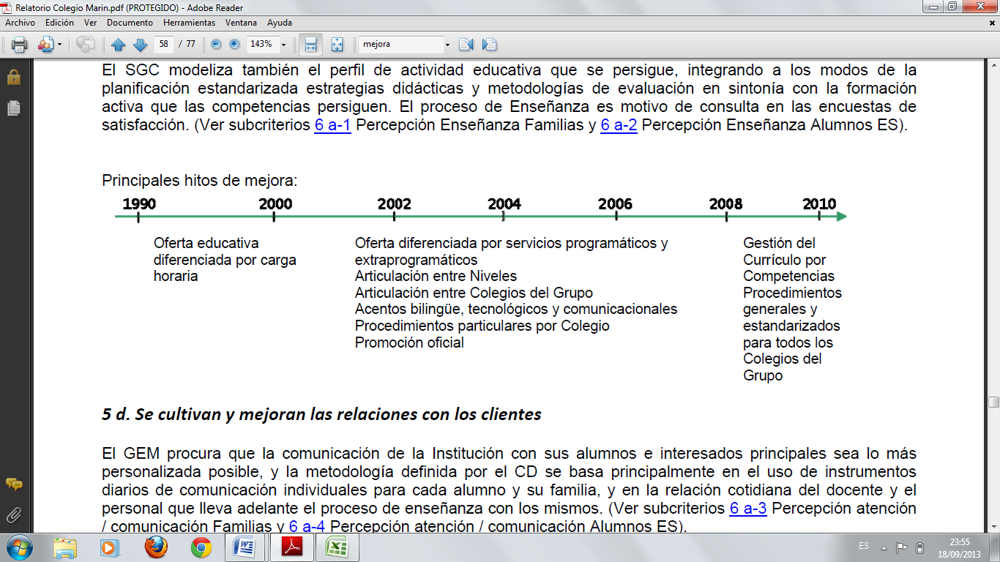 Relatorio Colegio Marin.pdf (PROTEGIDO) - Adobe Reader
Archivo Edición Ver Documento Herramientas Ventana Ayuda
58 / 77 143% mejora
El SGC modeliza también el perfil de actividad educativa que se persigue, integrando a los modos de la
planificación estandarizada estrategias didácticas y metodologías de evaluación en sintonía con la formación
activa que las competencias persiguen. El proceso de Enseñanza es motivo de consulta en las encuestas de
satisfacción. (Ver subcriterios 6 a-1 Percepción Enseñanza Familias y 6 a-2 Percepción Enseñanza Alumnos ES).
Principales hitos de mejora:
1990 2000 2002 2004 2006 2008 2010
Oferta educativa
diferenciada por carga
horaria
Oferta diferenciada por servicios programáticos y
extraprogramáticos
Articulación entre Niveles
Articulación entre Colegios del Grupo
Acentos bilingüe, tecnológicos y comunicacionales
Procedimientos particulares por Colegio
Promoción oficial
Gestión del
Currículo por
Competencias
Procedimientos
generales y
estandarizados
para todos los
Colegios del
Grupo
5 d. Se cultivan y mejoran las relaciones con los clientes
El GEM procura que la comunicación de la Institución con sus alumnos e interesados principales sea lo más
personalizada posible, y la metodología definida por el CD se basa principalmente en el uso de instrumentos
diarios de comunicación individuales para cada alumno y su familia, y en la relación cotidiana del docente y el
personal que lleva adelante el proceso de enseñanza con los mismos. (Ver subcriterios 6 a-3 Percepción atención
/ comunicación Familias y 6 a-4 Percepción atención / comunicación Alumnos ES).
ES
23:55
18/09/2013